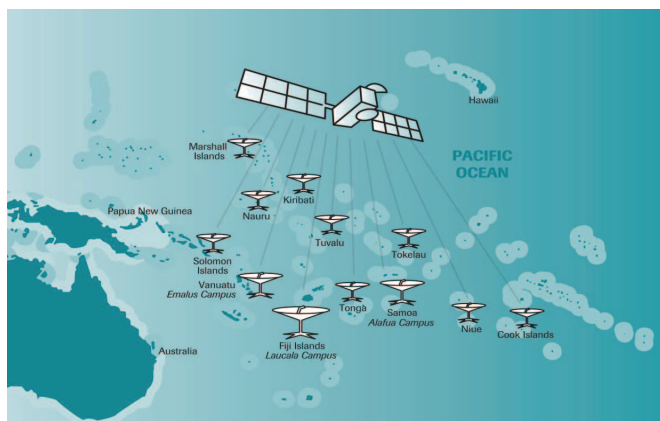 Hawaii
Marshall
Islands
PACIFIC
OCEAN
Kiribati
Nauru
Papua New Guinea
Tuvalu
Tokelau
Solomon
Islands
Vanuatu
Emalus Campus
Tonga
Samoa
Alafua Campus
Niue
Cook Islands
Fiji Islands
Laucala Campus
Australia